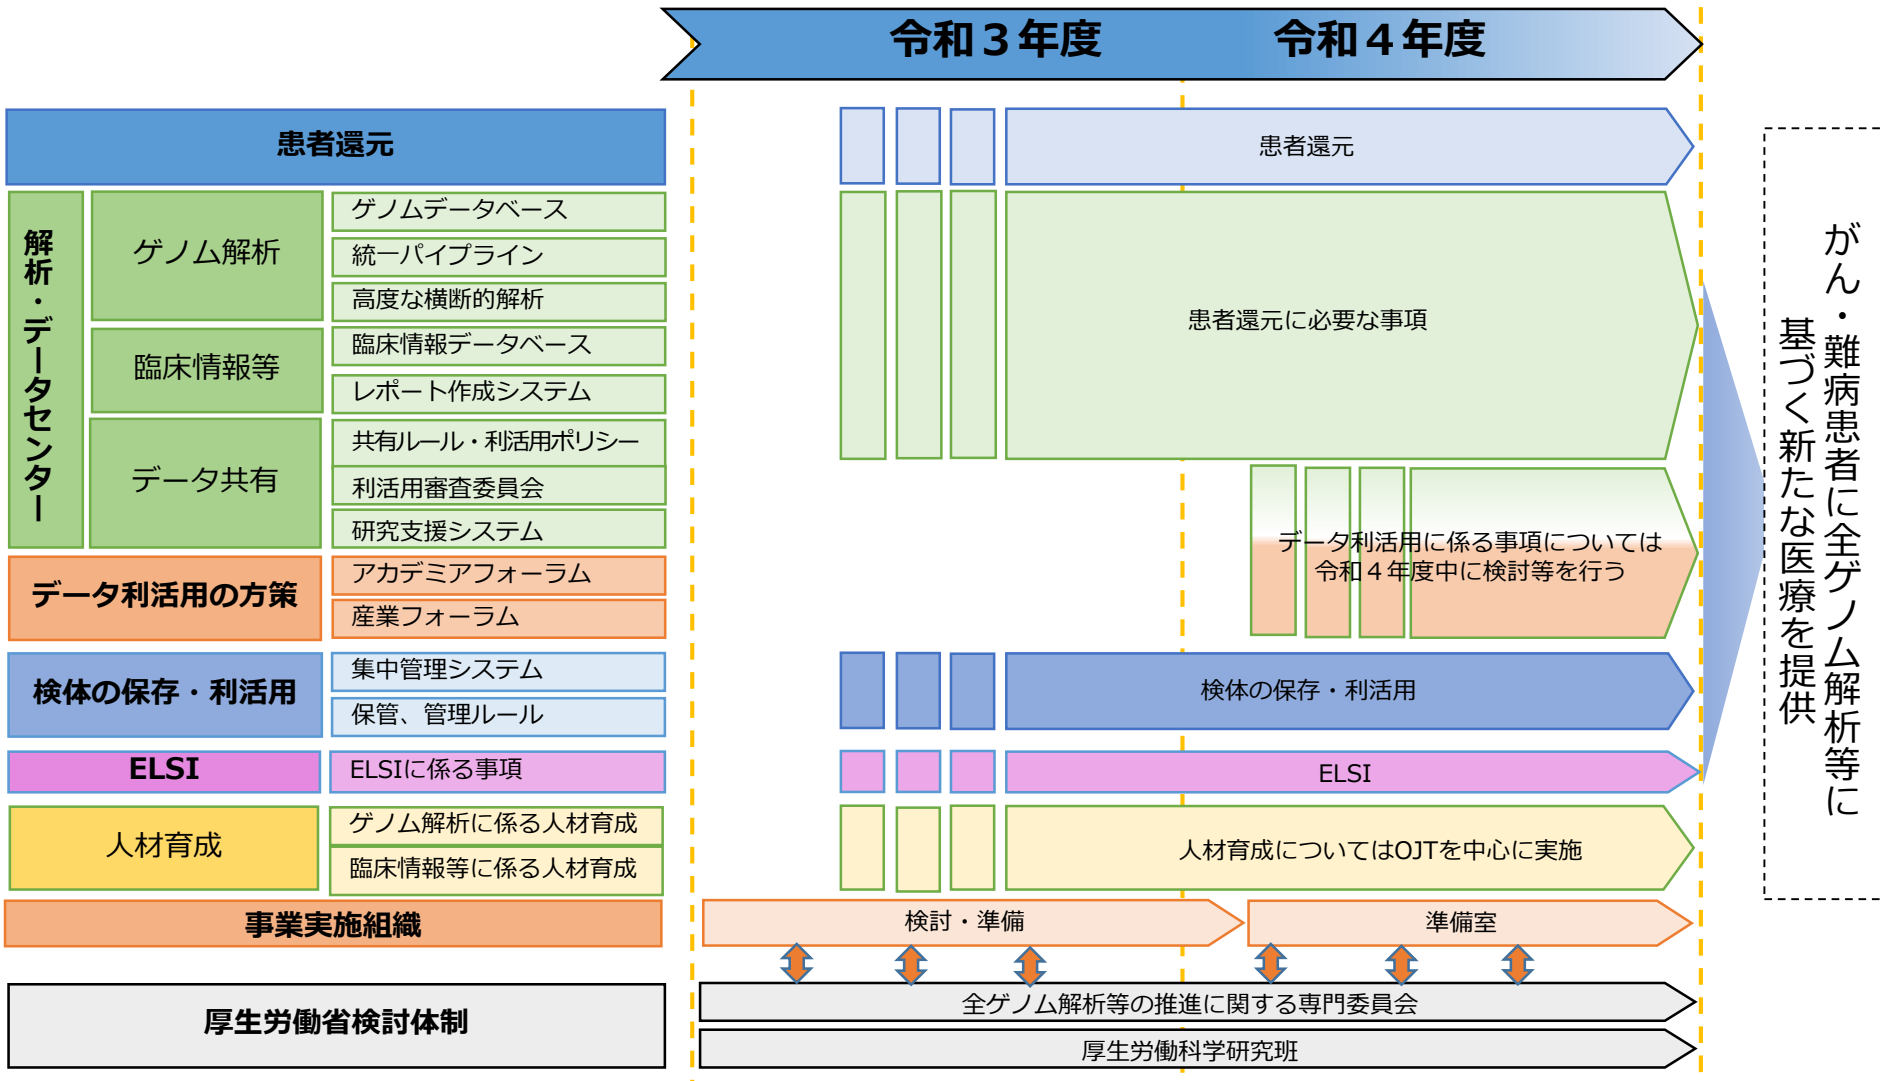 令和３年度
令和４年度
患者還元
患者還元
解析・データセンター
ゲノム解析
ゲノムデータベース
統一パイプライン
高度な横断的解析
臨床情報等
臨床情報データベース
レポート作成システム
データ共有
共有ルール・利活用ポリシー
利活用審査委員会
研究支援システム
患者還元に必要な事項
データ利活用に係る事項については
令和４年度中に検討等を行う
データ利活用の方策
アカデミアフォーラム
産業フォーラム
検体の保存・利活用
集中管理システム
保管、管理ルール
検体の保存・利活用
ELSI
ELSIに係る事項
ELSI
人材育成
ゲノム解析に係る人材育成
臨床情報等に係る人材育成
人材育成についてはOJTを中心に実施
事業実施組織
検討・準備
準備室
厚生労働省検討体制
全ゲノム解析等の推進に関する専門委員会
厚生労働科学研究班
がん・難病患者に全ゲノム解析等に
基づく新たな医療を提供